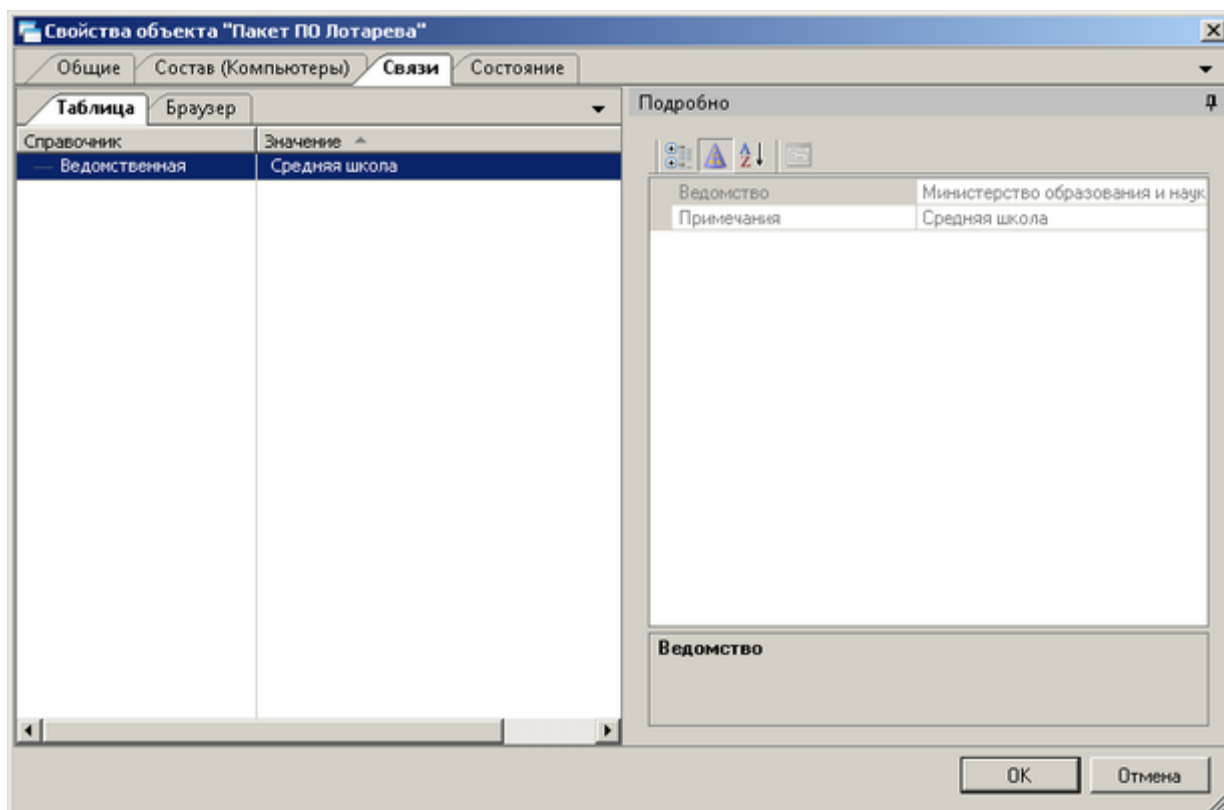 Свойства объекта "Пакет ПО Лотарева"
Общие Состав (Компьютеры) Связи Состояние
Таблица Браузер
Справочник Значение
Ведомственная Средняя школа
Подробно
Ведомство Министерство образования и наук
Примечания Средняя школа
Ведомство
OK Отмена